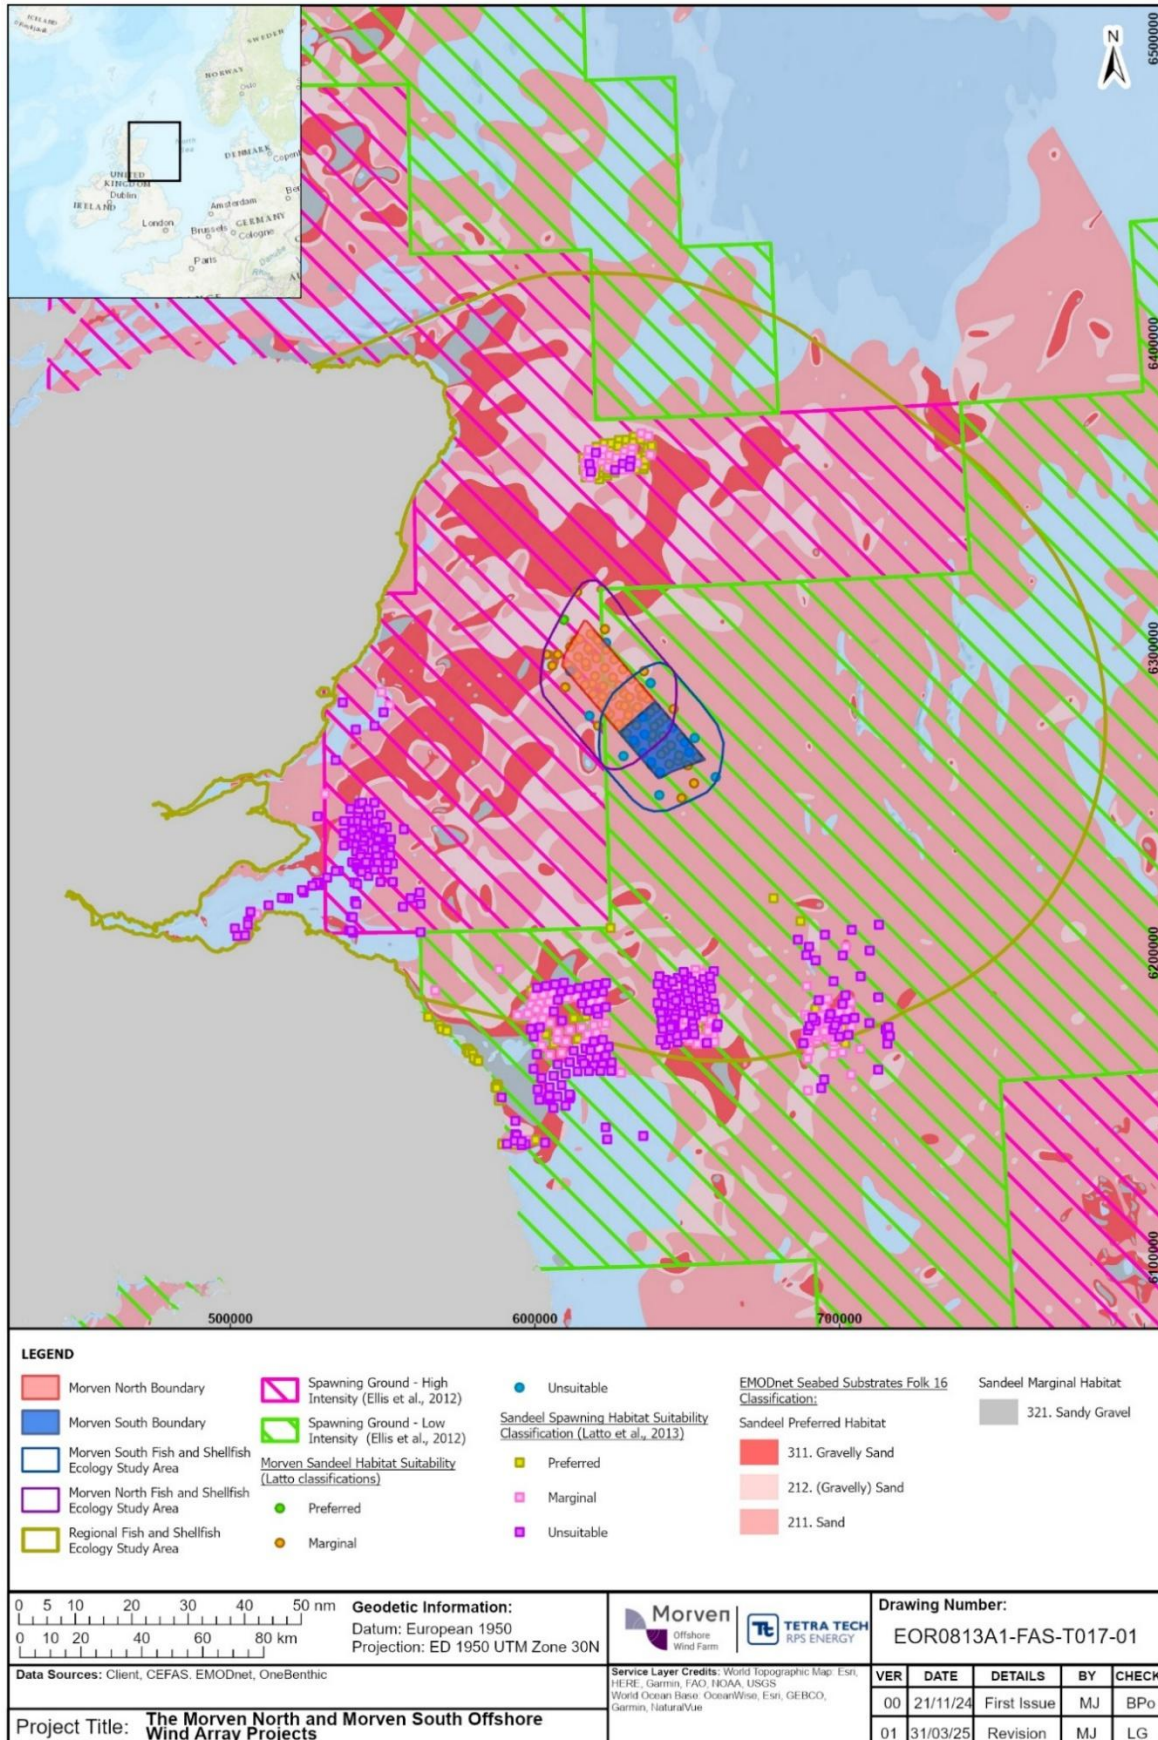 ICELAND
Reykjavik
SWEDEN
NORWAY
Oslo
North
Sea
DENMARK
Copen
UNITED
KINGDOM
Dublin
IRELAND
Amsterdam
Ber
London
GERMANY
Brussels
Cologne
Paris
Danube
N
6500000
6400000
6300000
6200000
6100000
500000
600000
700000
LEGEND
Morven North Boundary
Morven South Boundary
Morven South Fish and Shellfish
Ecology Study Area
Morven North Fish and Shellfish
Ecology Study Area
Regional Fish and Shellfish
Ecology Study Area
Spawning Ground - High
Intensity (Ellis et al., 2012)
Spawning Ground - Low
Intensity (Ellis et al., 2012)
Morven Sandeel Habitat Suitability
(Latto classifications)
Preferred
Marginal
Unsuitable
Sandeel Spawning Habitat Suitability
Classification (Latto et al., 2013)
Preferred
Marginal
Unsuitable
EMODnet Seabed Substrates Folk 16
Classification:
Sandeel Preferred Habitat
311. Gravelly Sand
212. (Gravelly) Sand
211. Sand
Sandeel Marginal Habitat
321. Sandy Gravel
0 5 10 20 30 40 50 nm
0 10 20 40 60 80 km
Geodetic Information:
Datum: European 1950
Projection: ED 1950 UTM Zone 30N
Data Sources: Client, CEFAS, EMODnet, OneBenthic
Project Title: The Morven North and Morven South Offshore
Wind Array Projects
Morven
Offshore
Wind Farm
Tt TETRA TECH
RPS ENERGY
Service Layer Credits: World Topographic Map: Esri,
HERE, Garmin, FAO, NOAA, USGS
World Ocean Base: OceanWise, Esri, GEBCO,
Garmin, NaturalVue
Drawing Number:
EOR0813A1-FAS-T017-01
VER DATE DETAILS BY CHECK
00 21/11/24 First Issue MJ BPo
01 31/03/25 Revision MJ LG